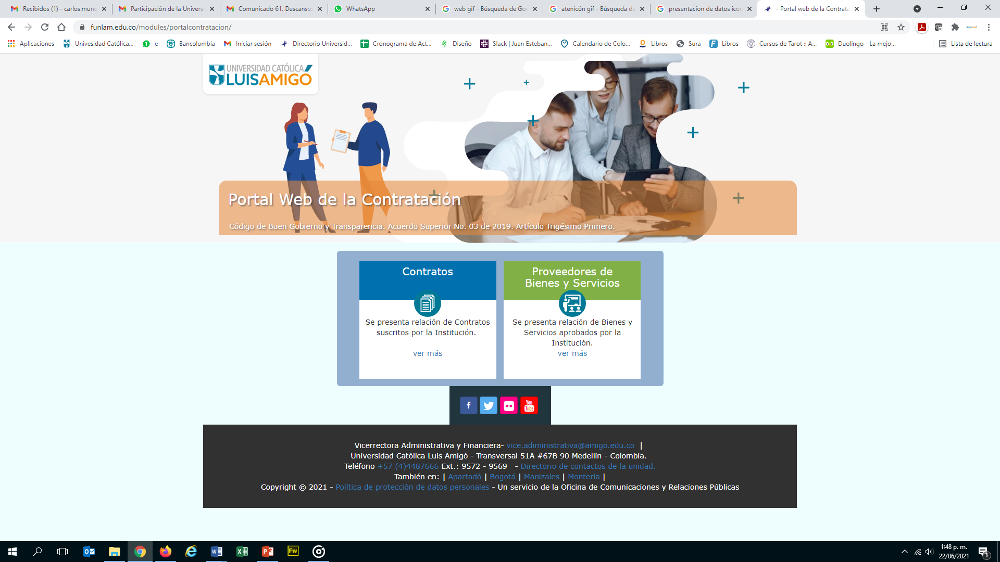 Recibidos (1) - carlos.muno
Participación de la Universi
Comunicado 61. Descanso
WhatsApp
web gif - Búsqueda de Goo
atenicón gif - Búsqueda de
presentacion de datos icon
- Portal web de la Contrata
funlam.edu.co/modules/portalcontratacion/
Aplicaciones
Univesidad Católica...
e
Bancolombia
Iniciar sesión
Directorio Universid...
Cronograma de Act...
Diseño
Slack | Juan Esteban...
Calendario de Colo...
Libros
Sura
Libros
Cursos de Tarot :: A...
Duolingo - La mejo...
Lista de lectura
UNIVERSIDAD CATÓLICA
LUISAMIGÓ
Portal Web de la Contratación
Código de Buen Gobierno y Transparencia. Acuerdo Superior No. 03 de 2019. Artículo Trigésimo Primero.
Contratos
Se presenta relación de Contratos
suscritos por la Institución.
ver más
Proveedores de
Bienes y Servicios
Se presenta relación de Bienes y
Servicios aprobados por la
Institución.
ver más
f
You
Tube
Vicerrectora Administrativa y Financiera- vice.adiministrativa@amigo.edu.co |
Universidad Católica Luis Amigó - Transversal 51A #67B 90 Medellín - Colombia.
Teléfono +57 (4)4487666 Ext.: 9572 - 9569 - Directorio de contactos de la unidad.
También en: | Apartadó | Bogotá | Manizales | Montería |
Copyright © 2021 - Política de protección de datos personales - Un servicio de la Oficina de Comunicaciones y Relaciones Públicas
Fw
1:48 p. m.
22/06/2021
1